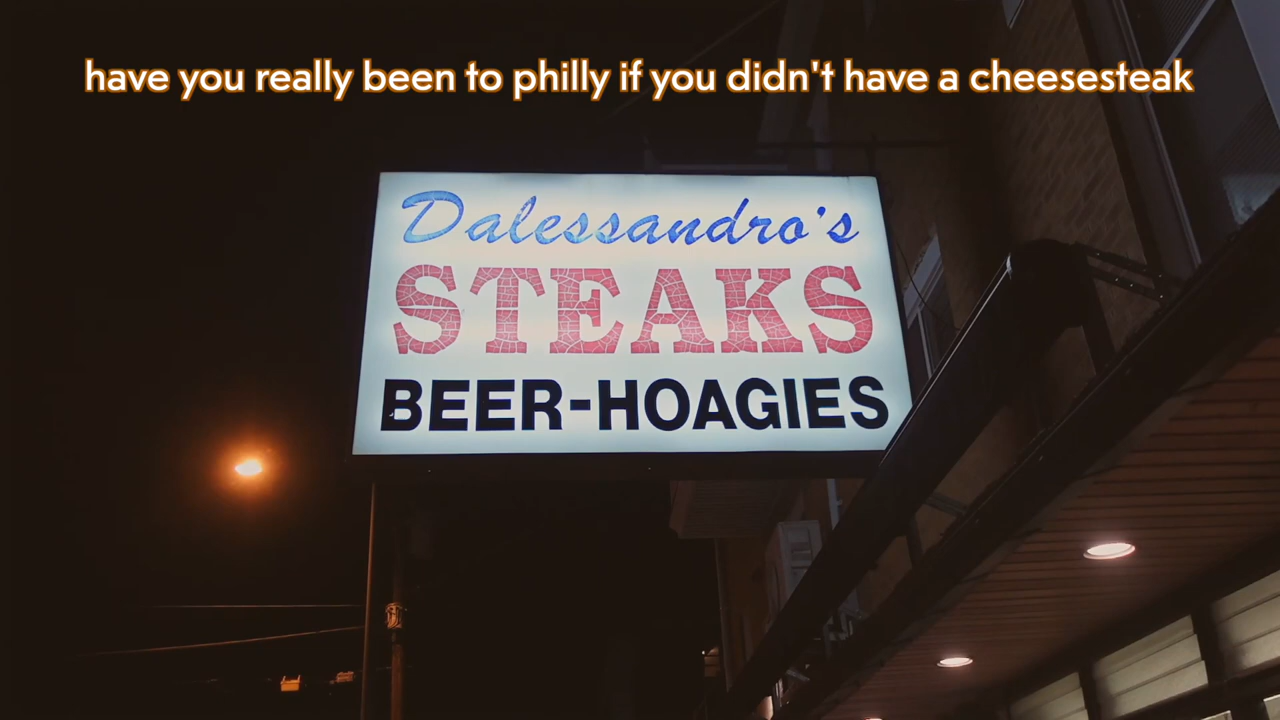 have you really been to philly if you didn't have a cheesesteak
Dalessandro's
STEAKS
BEER-HOAGIES